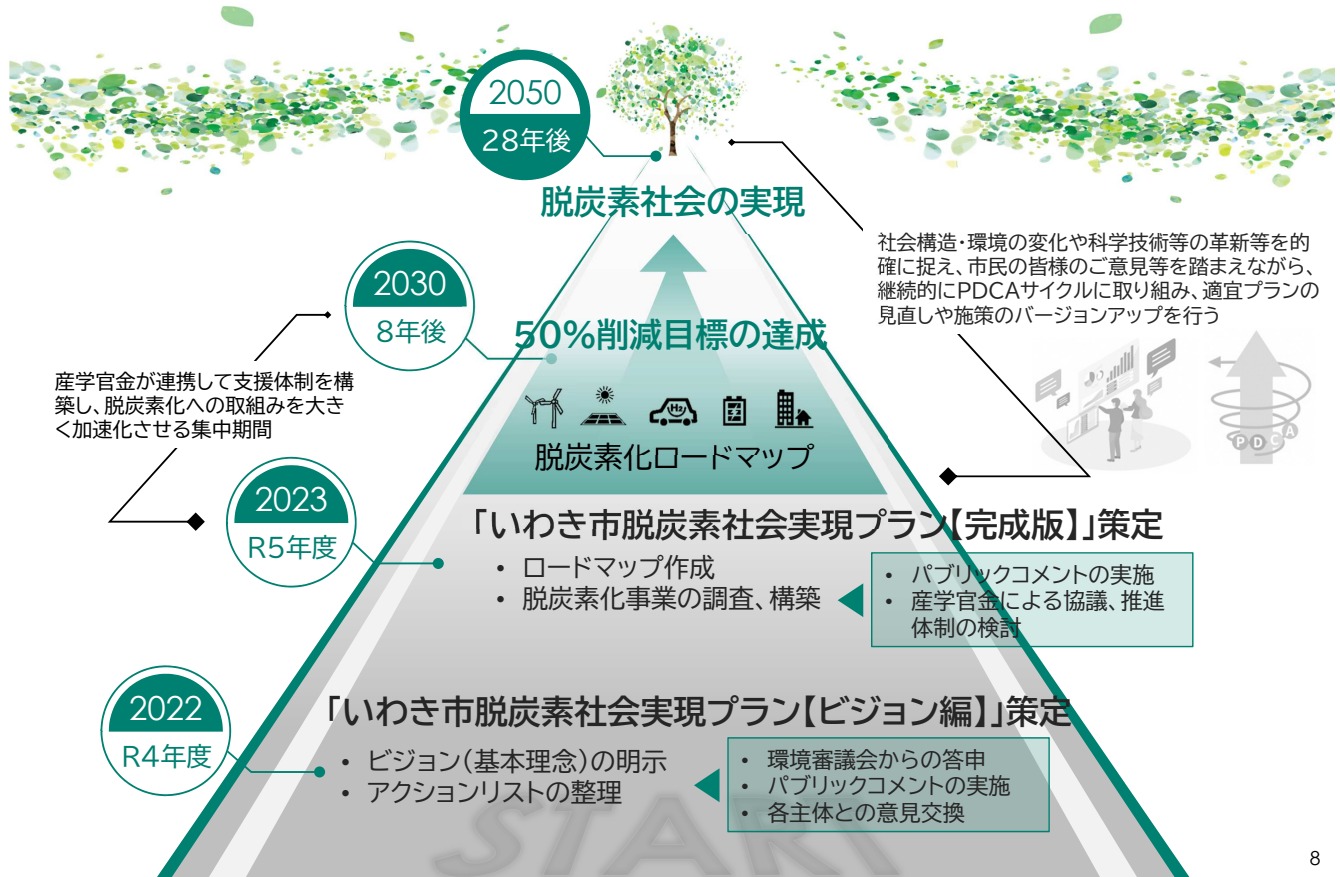 2050
28年後
脱炭素社会の実現
社会構造・環境の変化や科学技術等の革新等を的
確に捉え、市民の皆様のご意見等を踏まえながら、
継続的にPDCAサイクルに取り組み、適宜プランの
見直しや施策のバージョンアップを行う
2030
8年後
50%削減目標の達成
産学官金が連携して支援体制を構
築し、脱炭素化への取組みを大き
く加速化させる集中期間
H2
脱炭素化ロードマップ
P D C A
2023
R5年度
「いわき市脱炭素社会実現プラン【完成版】」策定
• ロードマップ作成
• 脱炭素化事業の調査、構築
• パブリックコメントの実施
• 産学官金による協議、推進
体制の検討
2022
R4年度
「いわき市脱炭素社会実現プラン【ビジョン編】」策定
• ビジョン(基本理念)の明示
• アクションリストの整理
• 環境審議会からの答申
• パブリックコメントの実施
• 各主体との意見交換
START
8